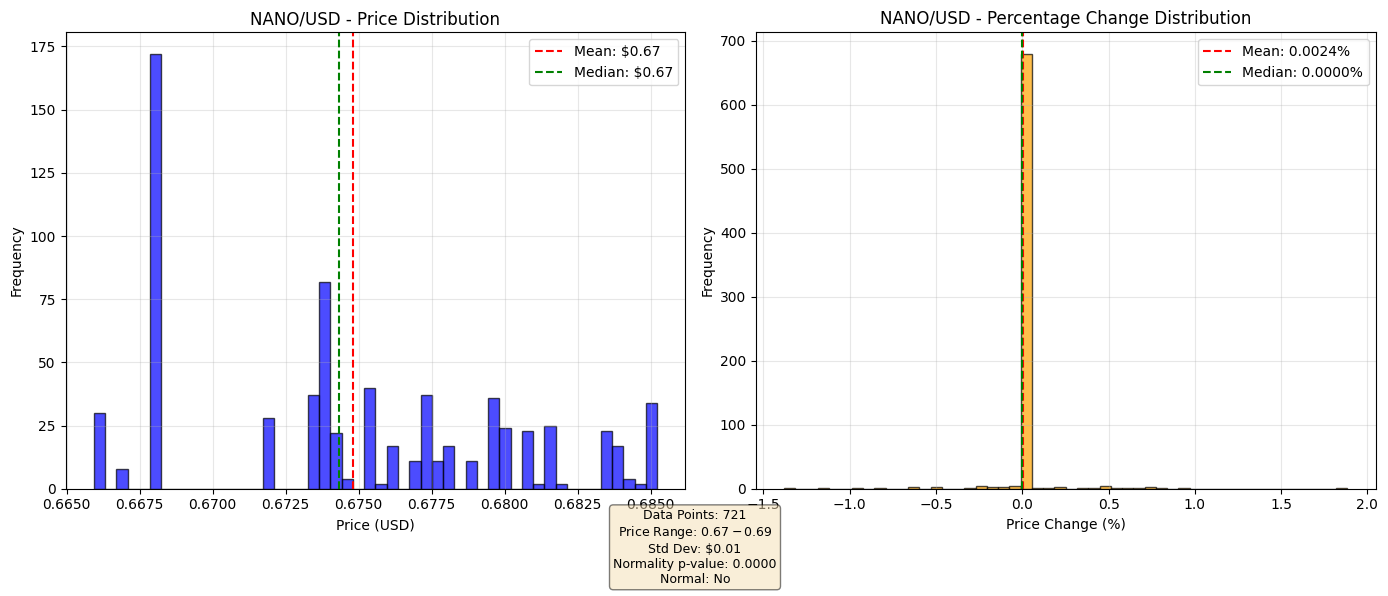 NANO/USD - Price Distribution
175
150
125
100
75
50
25
0
Frequency
0.6650
0.6675
0.6700
0.6725
0.6750
0.6775
0.6800
0.6825
0.6850
Price (USD)
Mean: $0.67
Median: $0.67
NANO/USD - Percentage Change Distribution
700
600
500
400
300
200
100
0
Frequency
−1.5
−1.0
−0.5
0.0
0.5
1.0
1.5
2.0
Price Change (%)
Mean: 0.0024%
Median: 0.0000%
Data Points: 721
Price Range: 0.67 − 0.69
Std Dev: $0.01
Normality p-value: 0.0000
Normal: No